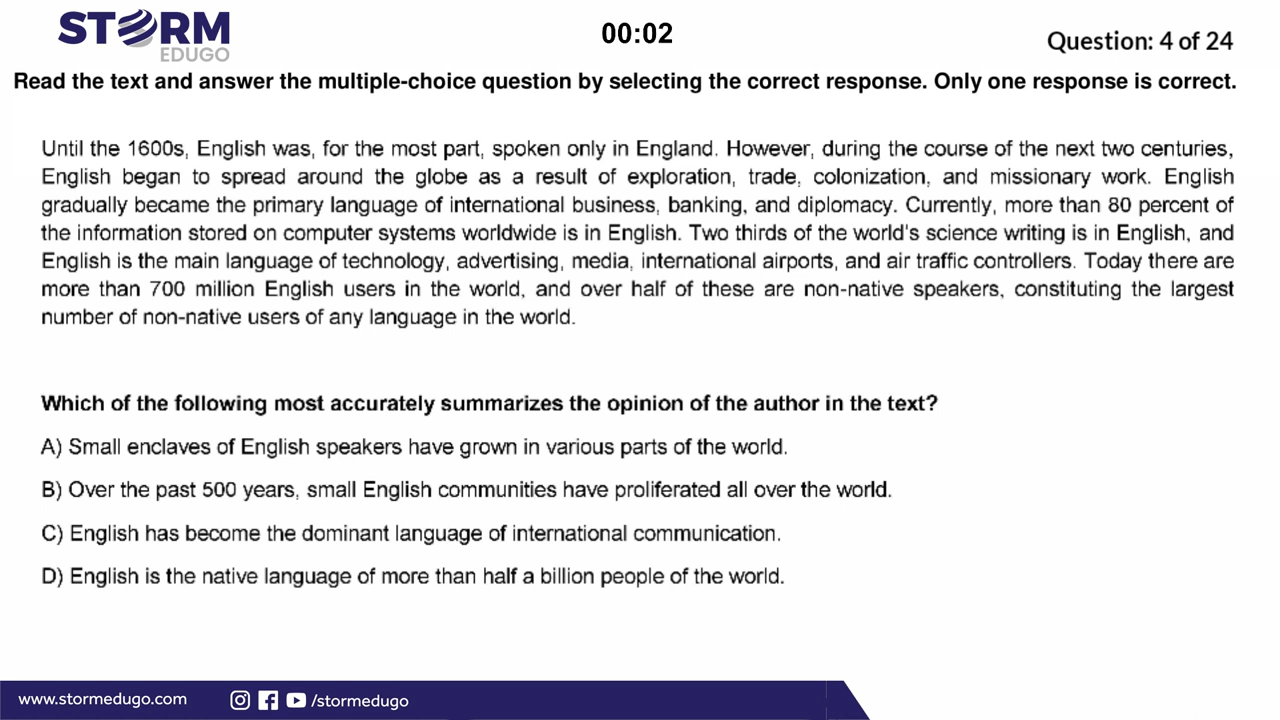 STORM
EDUGO
00:02
Question: 4 of 24
Read the text and answer the multiple-choice question by selecting the correct response. Only one response is correct.
Until the 1600s, English was, for the most part, spoken only in England. However, during the course of the next two centuries,
English began to spread around the globe as a result of exploration, trade, colonization, and missionary work. English
gradually became the primary language of international business, banking, and diplomacy. Currently, more than 80 percent of
the information stored on computer systems worldwide is in English. Two thirds of the world's science writing is in English, and
English is the main language of technology, advertising, media, international airports, and air traffic controllers. Today there are
more than 700 million English users in the world, and over half of these are non-native speakers, constituting the largest
number of non-native users of any language in the world.
Which of the following most accurately summarizes the opinion of the author in the text?
A) Small enclaves of English speakers have grown in various parts of the world.
B) Over the past 500 years, small English communities have proliferated all over the world.
C) English has become the dominant language of international communication.
D) English is the native language of more than half a billion people of the world.
www.stormedugo.com
/stormedugo